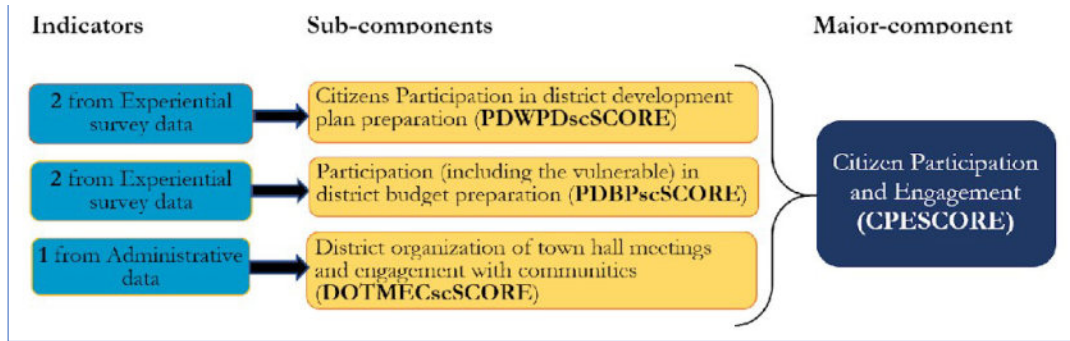 Indicators
Sub-components
Major-component
2 from Experiential
survey data
Citizens Participation in district development
plan preparation (PDWPDscSCORE)
2 from Experiential
survey data
Participation (including the vulnerable) in
district budget preparation (PDBPscSCORE)
1 from Administrative
data
District organization of town hall meetings
and engagement with communities
(DOTMECscSCORE)
Citizen Participation
and Engagement
(CPESCORE)